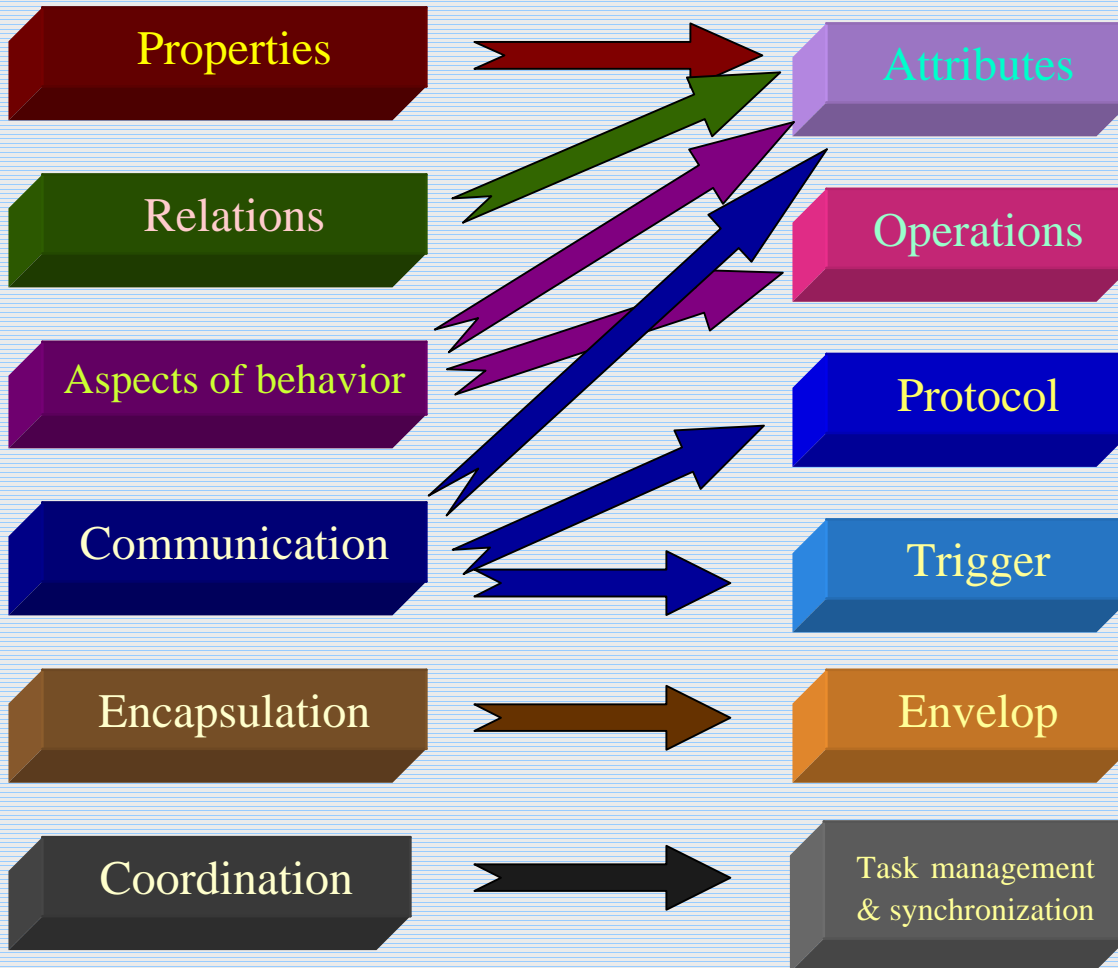 Properties
Attributes
Relations
Operations
Aspects of behavior
Protocol
Communication
Trigger
Encapsulation
Envelop
Coordination
Task management
& synchronization